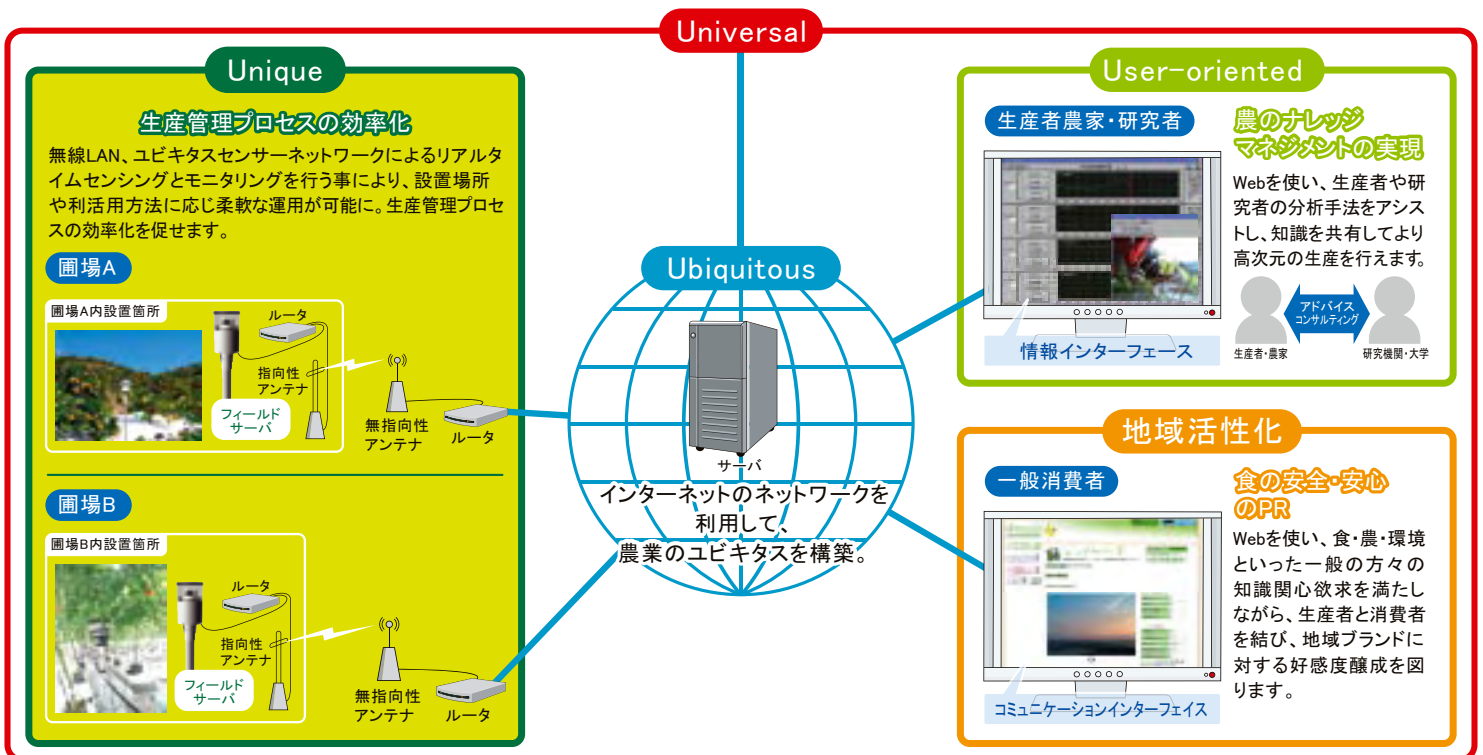 Universal
Unique
生産管理プロセスの効率化
無線LAN、ユビキタスセンサーネットワークによるリアルタ
イムセンシングとモニタリングを行う事により、設置場所
や利活用方法に応じ柔軟な運用が可能に。生産管理プロセ
スの効率化を促せます。
圃場A
圃場A内設置箇所
ルータ
指向性
アンテナ
フィールド
サーバ
無指向性
アンテナ
ルータ
圃場B
圃場B内設置箇所
ルータ
指向性
アンテナ
フィールド
サーバ
無指向性
アンテナ
ルータ
Ubiquitous
サーバ
インターネットのネットワークを
利用して、
農業のユビキタスを構築。
User-oriented
生産者農家・研究者
情報インターフェース
農のナレッジ
マネジメントの実現
Webを使い、生産者や研
究者の分析手法をアシス
トし、知識を共有してより
高次元の生産を行えます。
アドバイス
コンサルティング
生産者・農家
研究機関・大学
地域活性化
一般消費者
コミュニケーションインターフェイス
食の安全・安心
のPR
Webを使い、食・農・環境
といった一般の方々の
知識関心欲求を満たし
ながら、生産者と消費者
を結び、地域ブランドに
対する好感度醸成を図
ります。